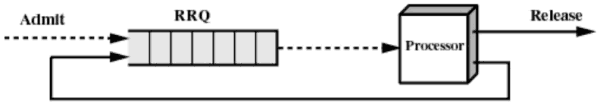 Admit
RRQ
Processor
Release